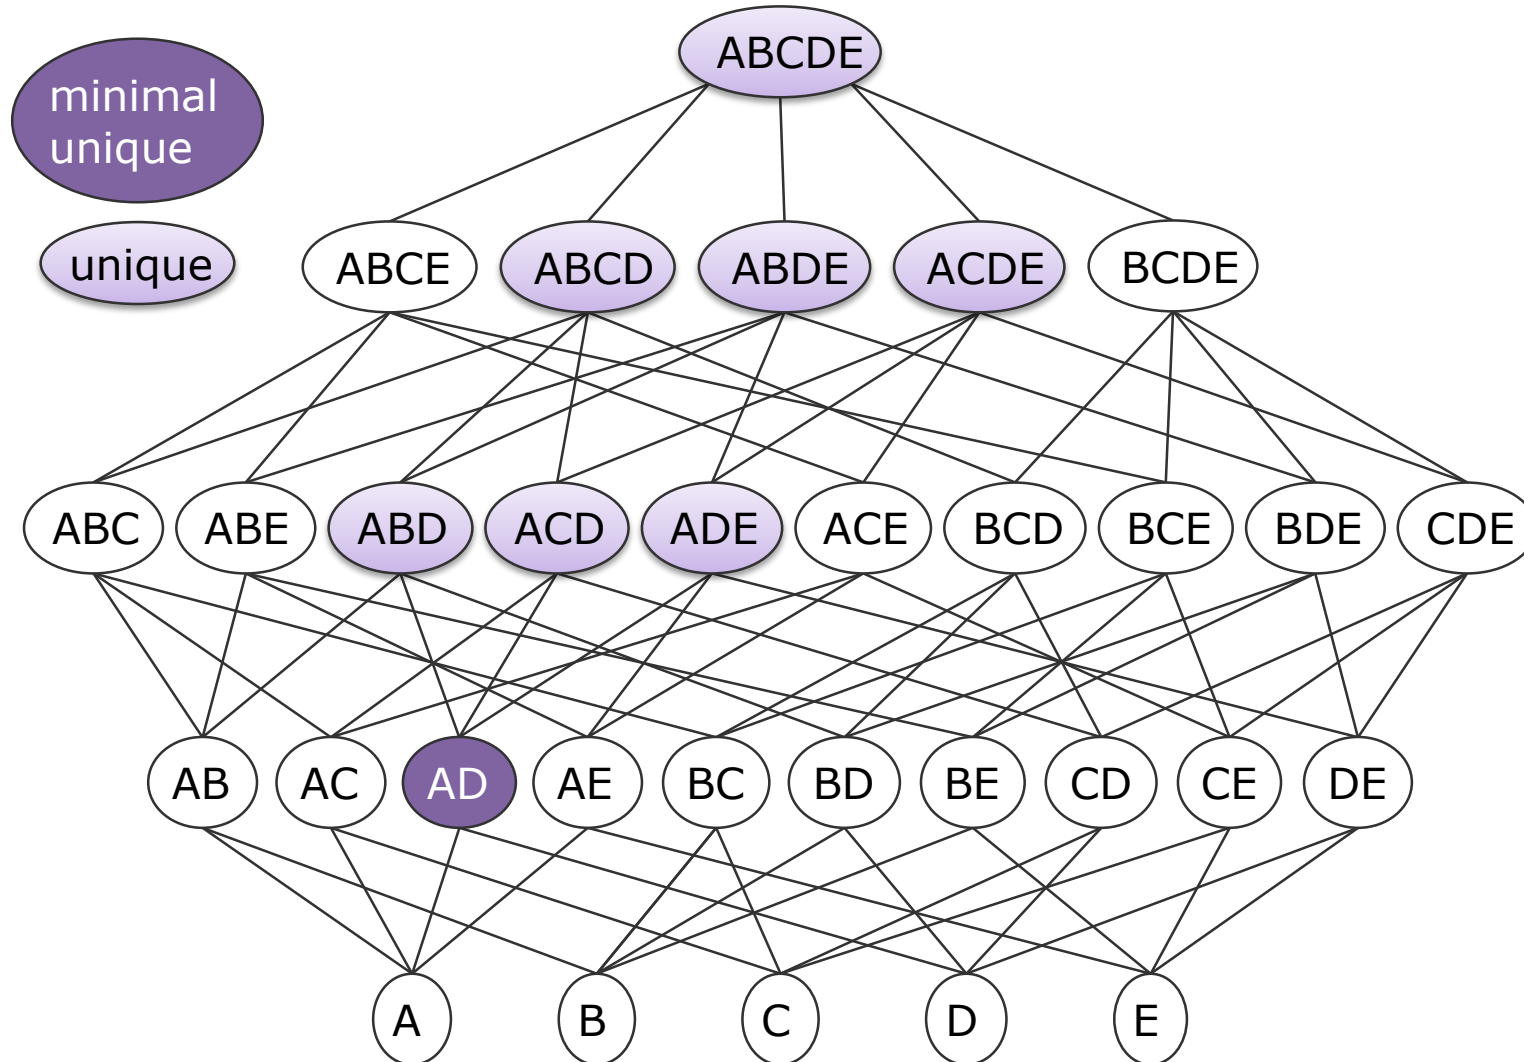 ABCDE
minimal
unique
unique
ABCE ABCD ABDE ACDE BCDE
ABC ABE ABD ACD ADE ACE BCD BCE BDE CDE
AB AC AD AE BC BD BE CD CE DE
A B C D E